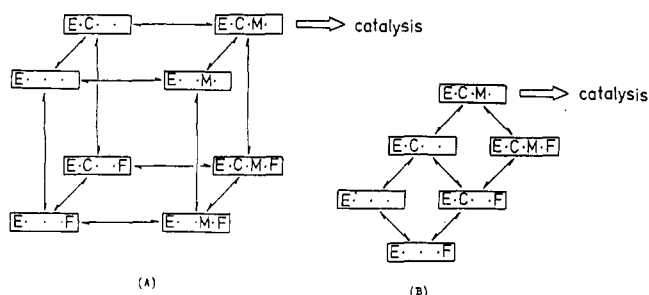 E·C· · E·C·M· catalysis
E· · · E· ·M·
E·C·M· catalysis
E·C· · E·C·M·F
E·C· ·F E·C·M·F
E· · · E·C· ·F
E· · ·F E· ·M·F
E· · ·F
(A) (B)